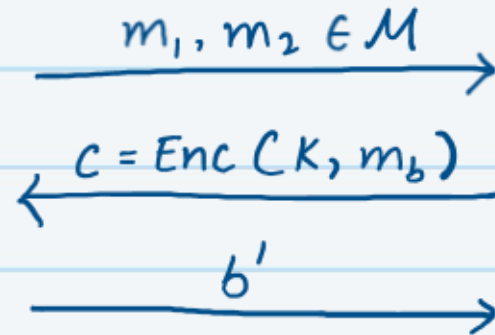 m₁, m₂ ∈ M
C = Enc (K, m_b)
b'